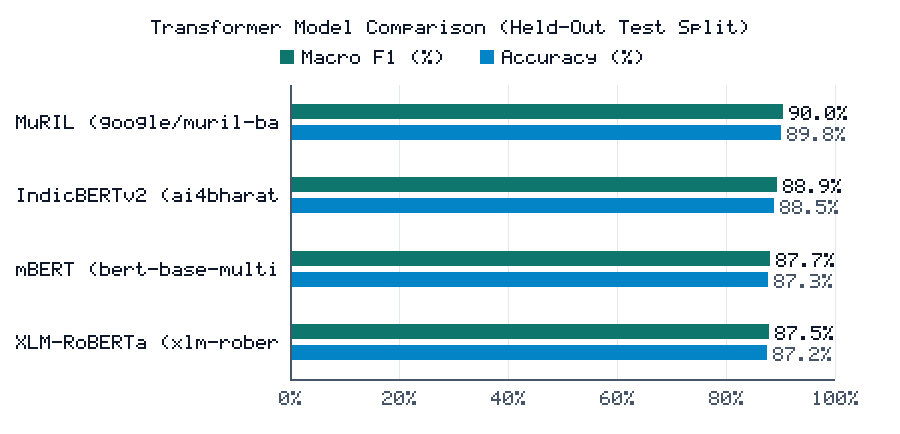 Transformer Model Comparison (Held-Out Test Split)
Macro F1 (%) Accuracy (%)
MuRIL (google/muril-ba
90.0%
89.8%
IndicBERTv2 (ai4bharat
88.9%
88.5%
mBERT (bert-base-multi
87.7%
87.3%
XLM-RoBERTa (xlm-rober
87.5%
87.2%
0% 20% 40% 60% 80% 100%